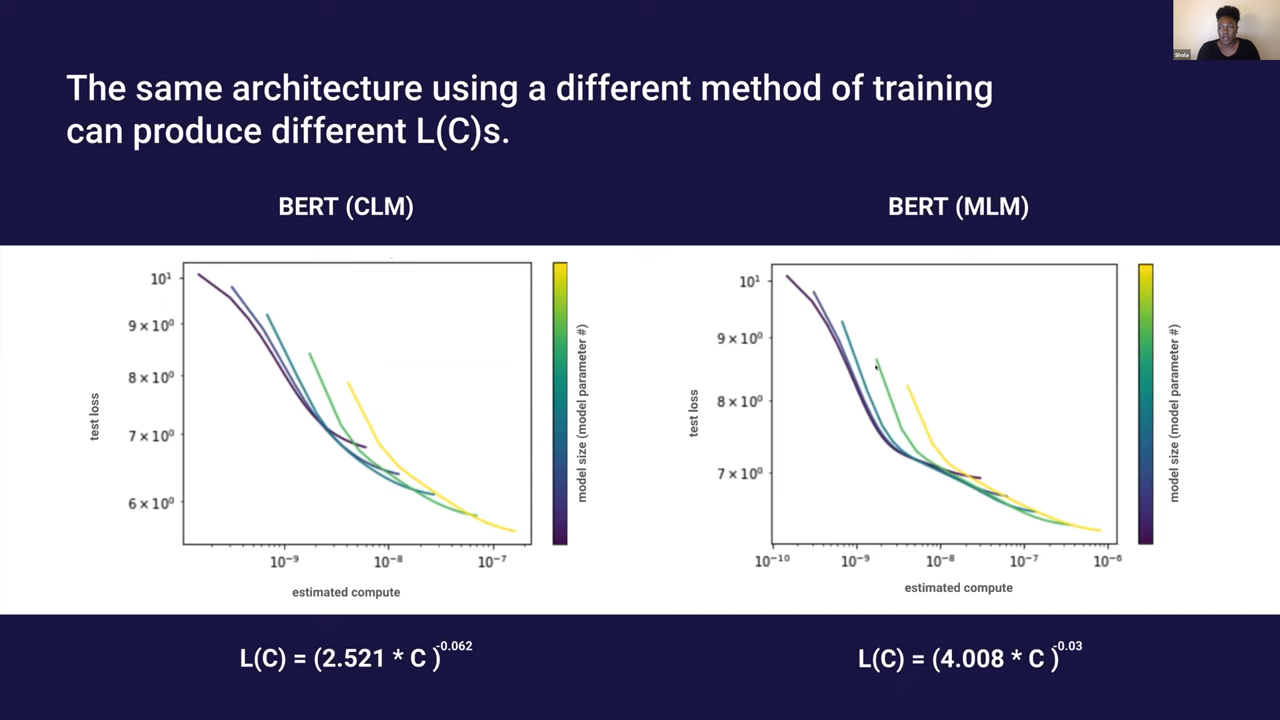 Shola
The same architecture using a different method of training
can produce different L(C)s.
BERT (CLM)
BERT (MLM)
10¹
9 × 10⁰
8 × 10⁰
7 × 10⁰
6 × 10⁰
test loss
10⁻⁹
10⁻⁸
10⁻⁷
estimated compute
model size (model parameter #)
10¹
9 × 10⁰
8 × 10⁰
7 × 10⁰
test loss
10⁻¹⁰
10⁻⁹
10⁻⁸
10⁻⁷
10⁻⁶
estimated compute
model size (model parameter #)
L(C) = (2.521 * C )^-0.062
L(C) = (4.008 * C )^-0.03